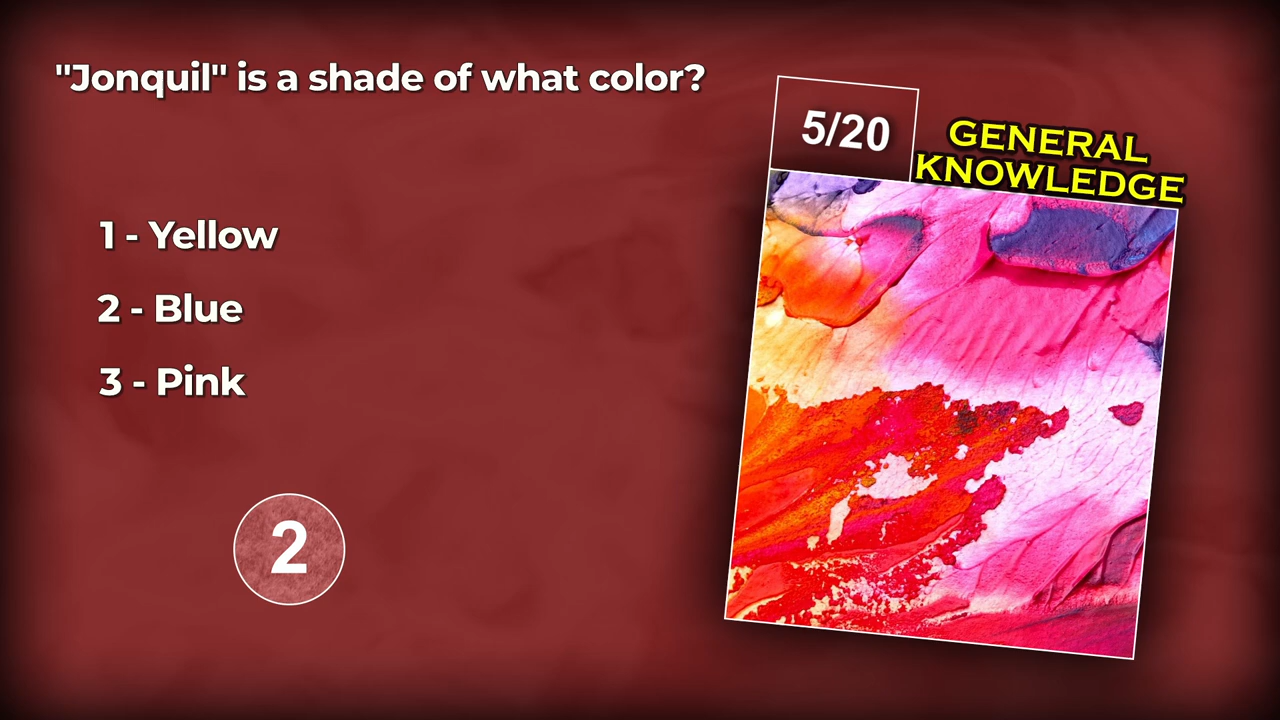 "Jonquil" is a shade of what color?
1 - Yellow
2 - Blue
3 - Pink
2
5/20
GENERAL
KNOWLEDGE